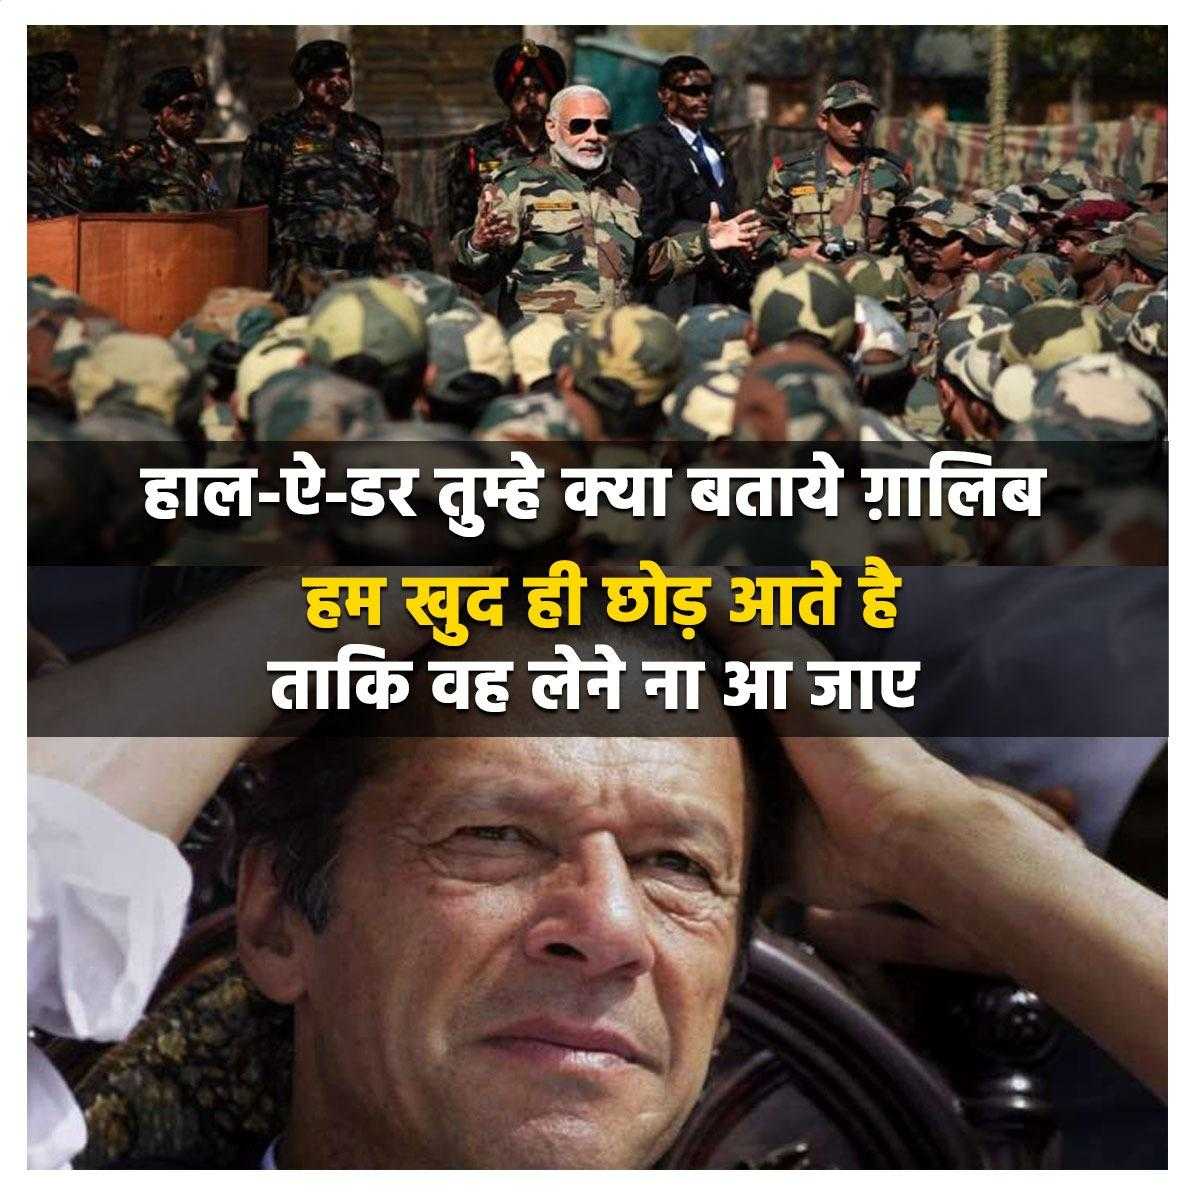 हाल-ऐ-डर तुम्हे क्या बताये ग़ालिब
हम खुद ही छोड़ आते है
ताकि वह लेने ना आ जाए